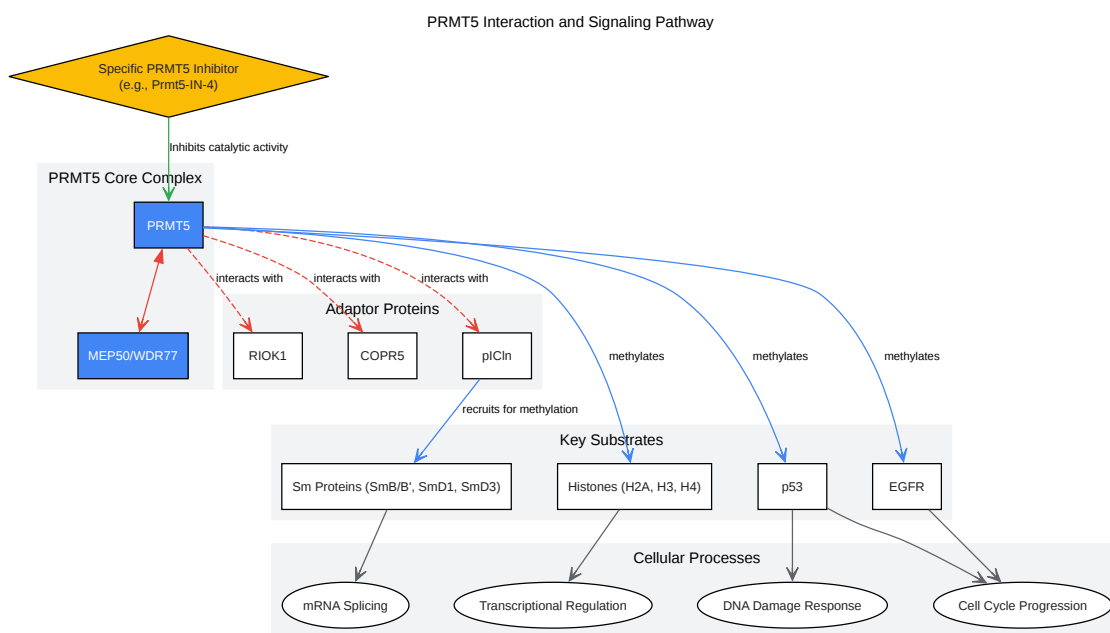 PRMT5 Interaction and Signaling Pathway
Specific PRMT5 Inhibitor
(e.g., Prmt5-IN-4)
Inhibits catalytic activity
PRMT5 Core Complex
PRMT5
interacts with
interacts with
interacts with
Adaptor Proteins
MEP50/WDR77
RIOK1
COPR5
pICln
methylates
methylates
methylates
recruits for methylation
Key Substrates
Sm Proteins (SmB/B', SmD1, SmD3)
Histones (H2A, H3, H4)
p53
EGFR
Cellular Processes
mRNA Splicing
Transcriptional Regulation
DNA Damage Response
Cell Cycle Progression